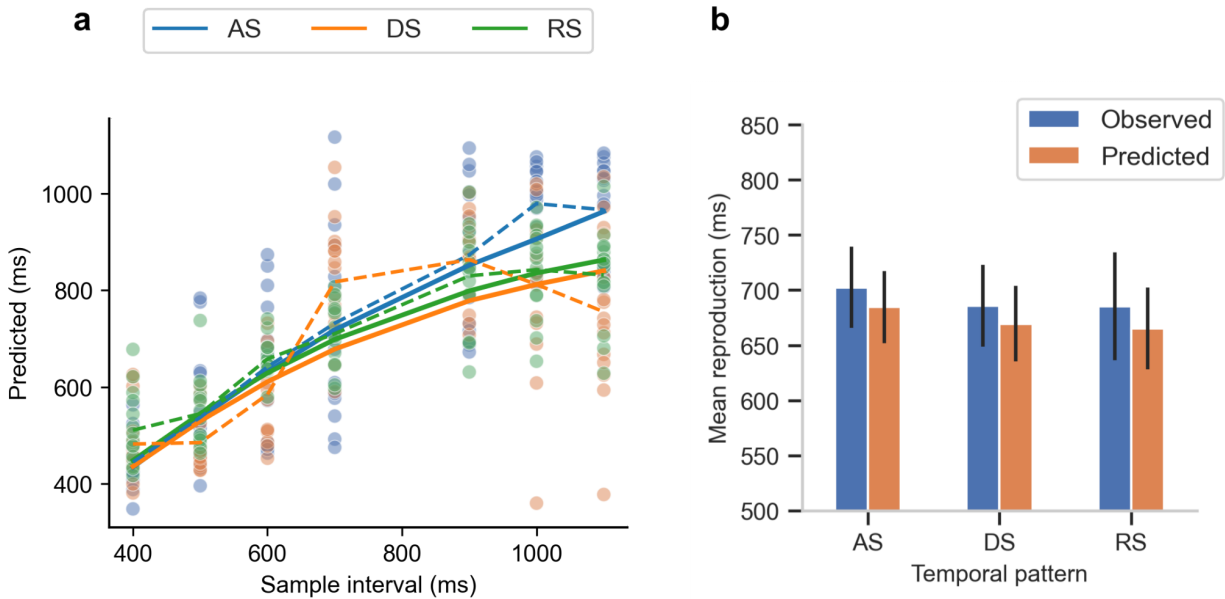 a
AS DS RS
Predicted (ms)
1000
800
600
400
400 600 800 1000
Sample interval (ms)
b
Observed
Predicted
Mean reproduction (ms)
850
800
750
700
650
600
550
500
AS DS RS
Temporal pattern